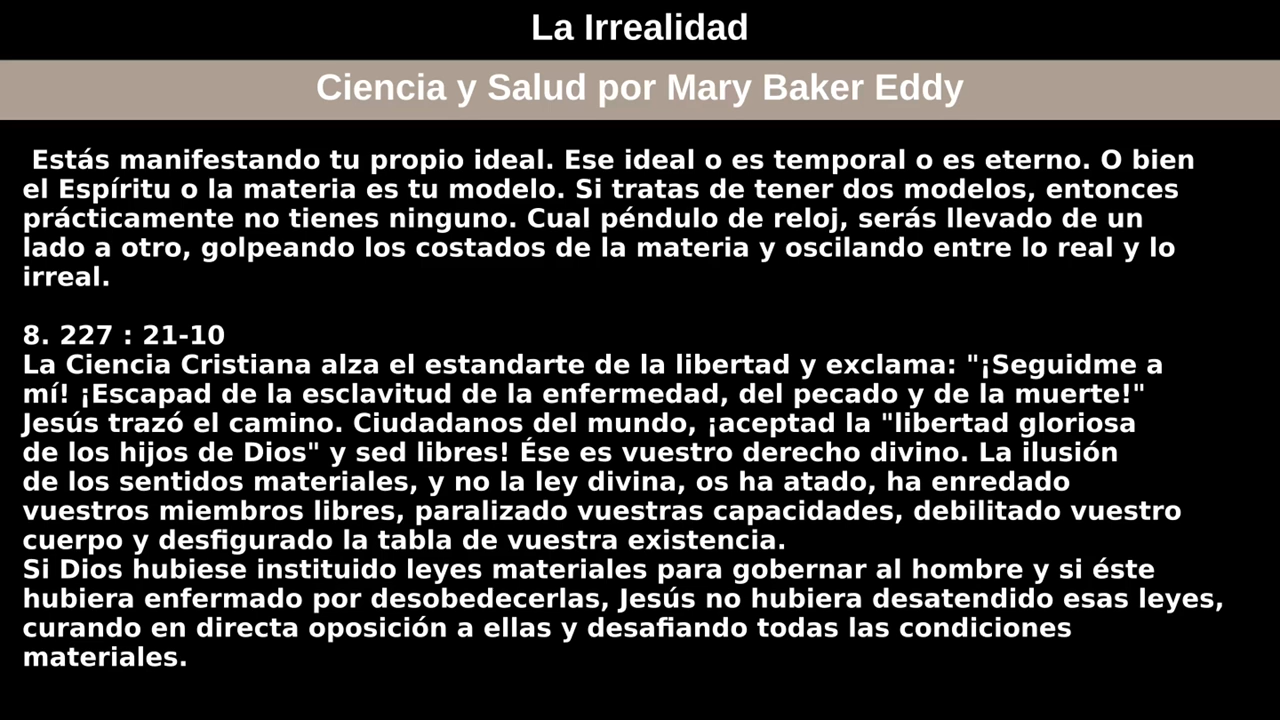 La Irrealidad
Ciencia y Salud por Mary Baker Eddy
Estás manifestando tu propio ideal. Ese ideal o es temporal o es eterno. O bien
el Espíritu o la materia es tu modelo. Si tratas de tener dos modelos, entonces
prácticamente no tienes ninguno. Cual péndulo de reloj, serás llevado de un
lado a otro, golpeando los costados de la materia y oscilando entre lo real y lo
irreal.
8. 227 : 21-10
La Ciencia Cristiana alza el estandarte de la libertad y exclama: "¡Seguidme a
mí! ¡Escapad de la esclavitud de la enfermedad, del pecado y de la muerte!"
Jesús trazó el camino. Ciudadanos del mundo, ¡aceptad la "libertad gloriosa
de los hijos de Dios" y sed libres! Ése es vuestro derecho divino. La ilusión
de los sentidos materiales, y no la ley divina, os ha atado, ha enredado
vuestros miembros libres, paralizado vuestras capacidades, debilitado vuestro
cuerpo y desfigurado la tabla de vuestra existencia.
Si Dios hubiese instituido leyes materiales para gobernar al hombre y si éste
hubiera enfermado por desobedecerlas, Jesús no hubiera desatendido esas leyes,
curando en directa oposición a ellas y desafiando todas las condiciones
materiales.